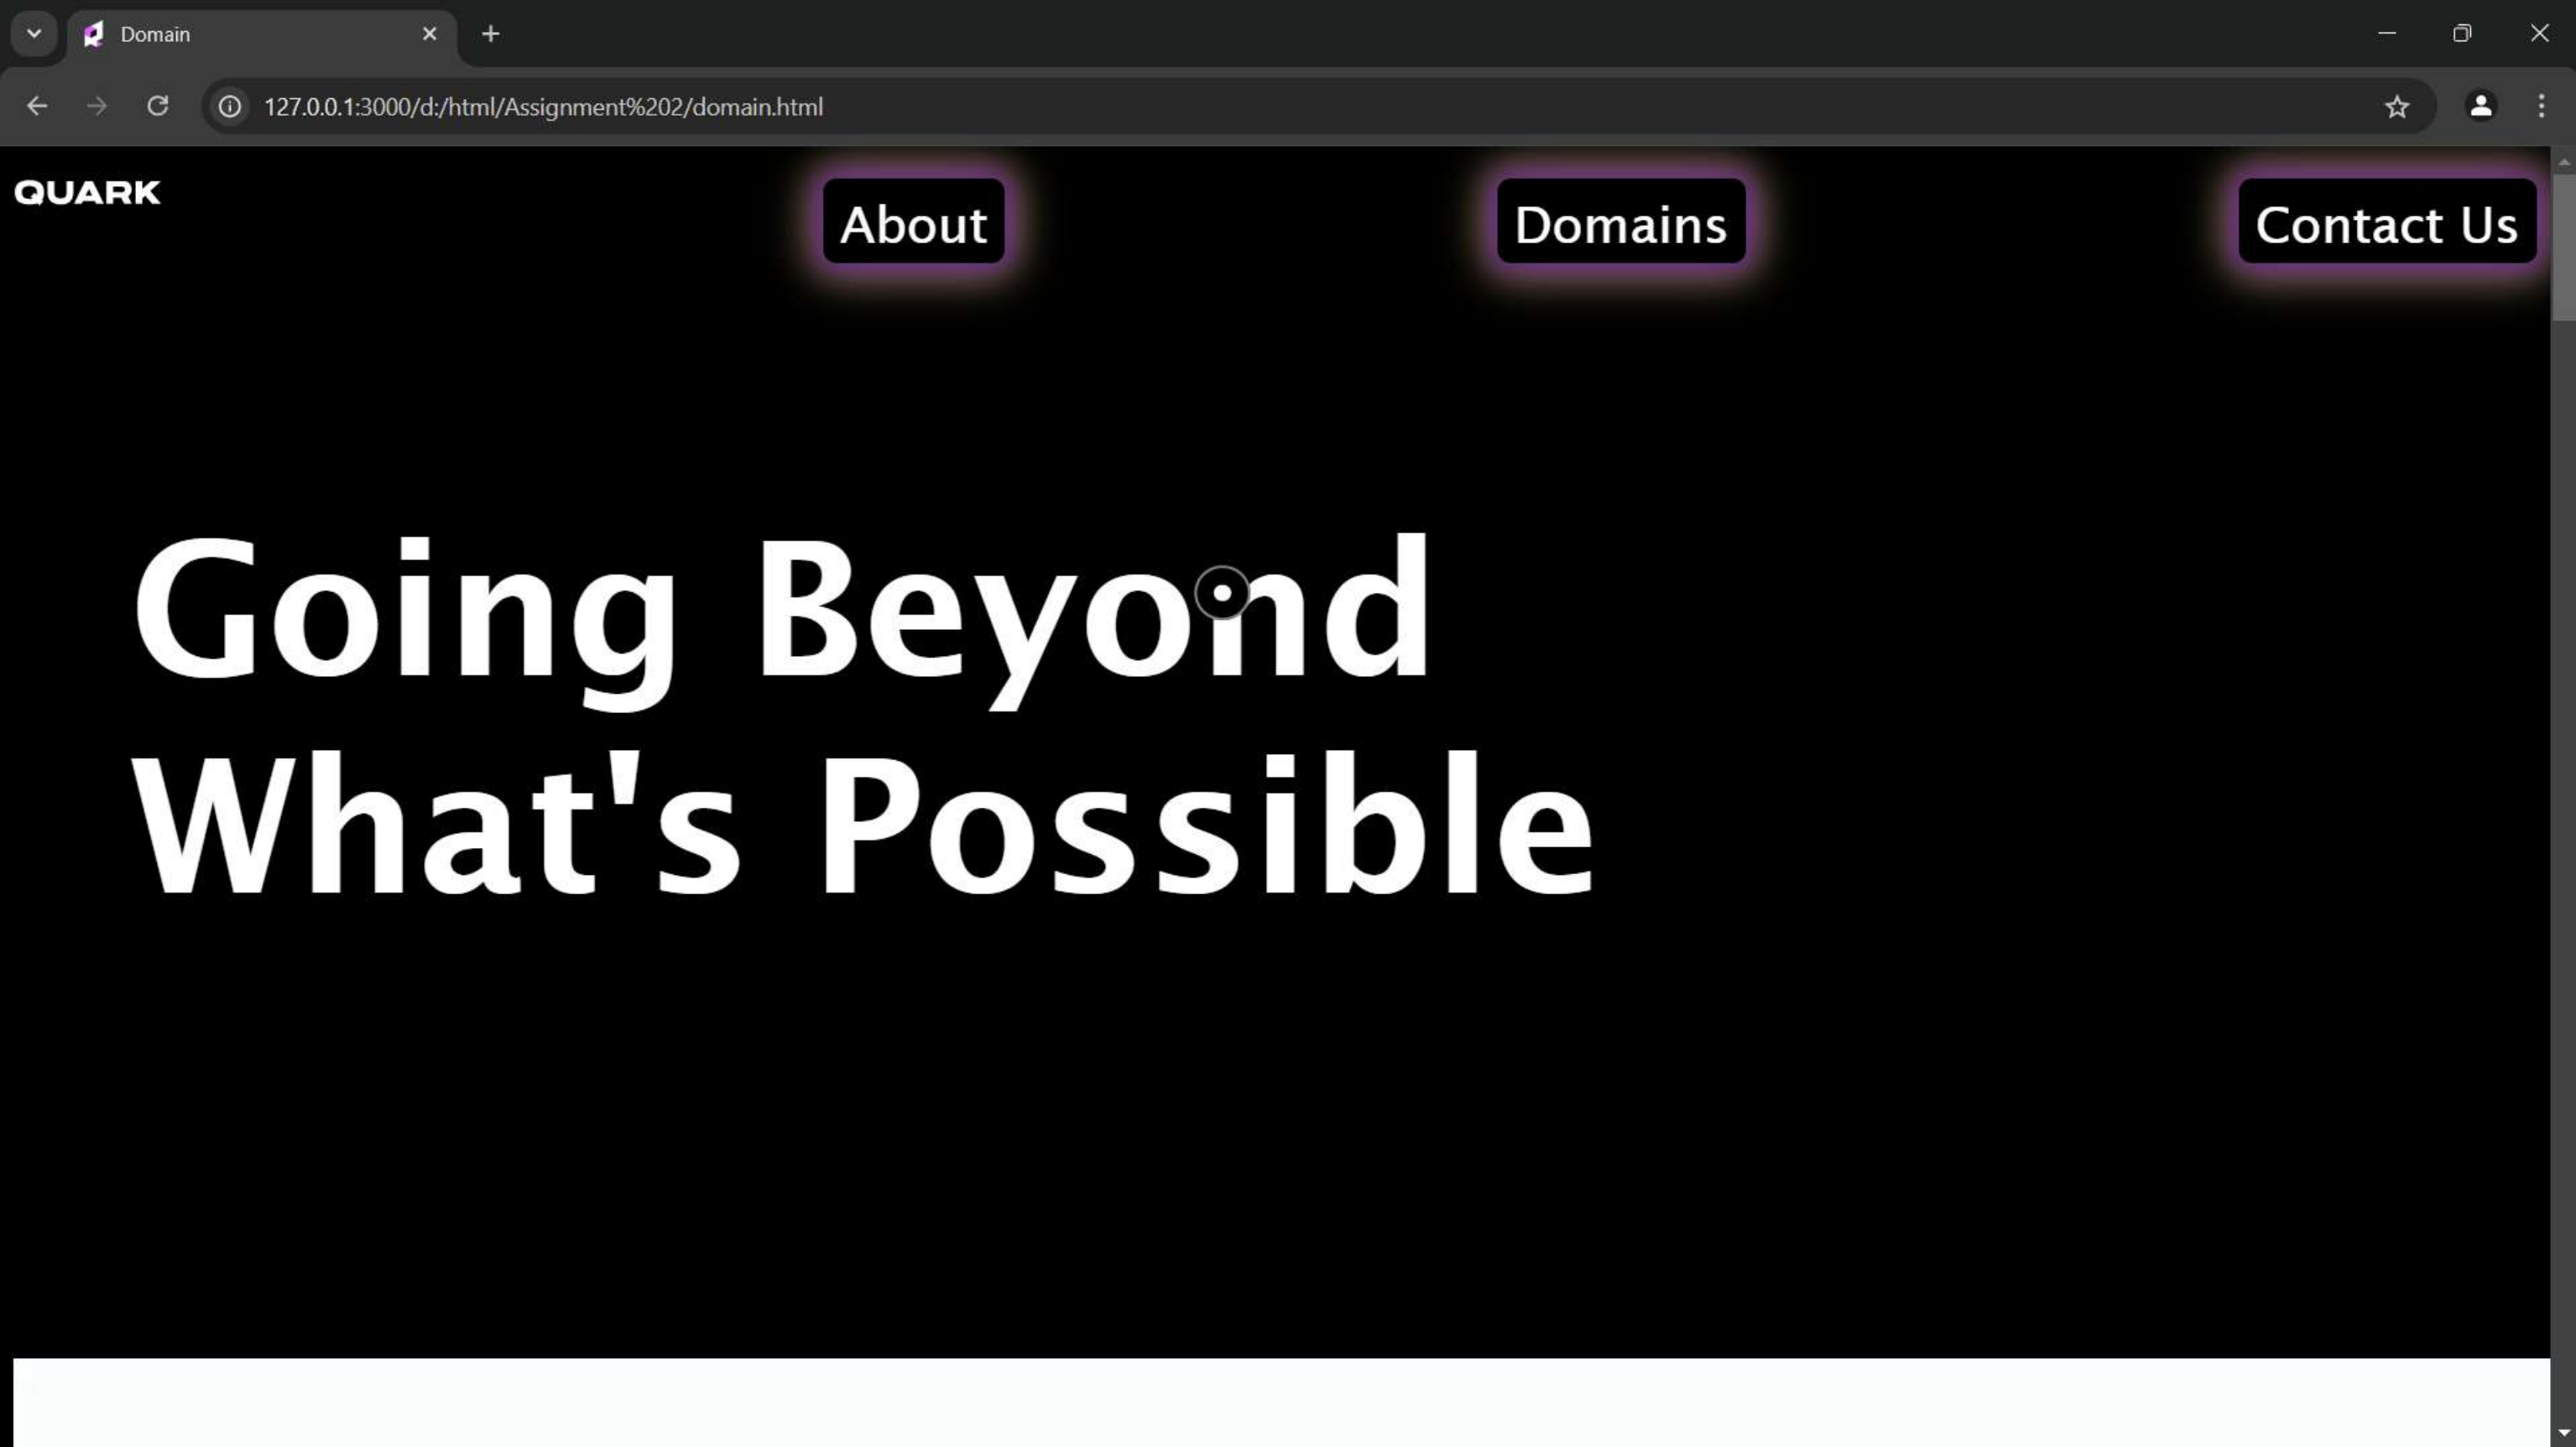 Domain
127.0.0.1:3000/d:/html/Assignment%202/domain.html
QUARK
About
Domains
Contact Us
Going Beyond
What's Possible